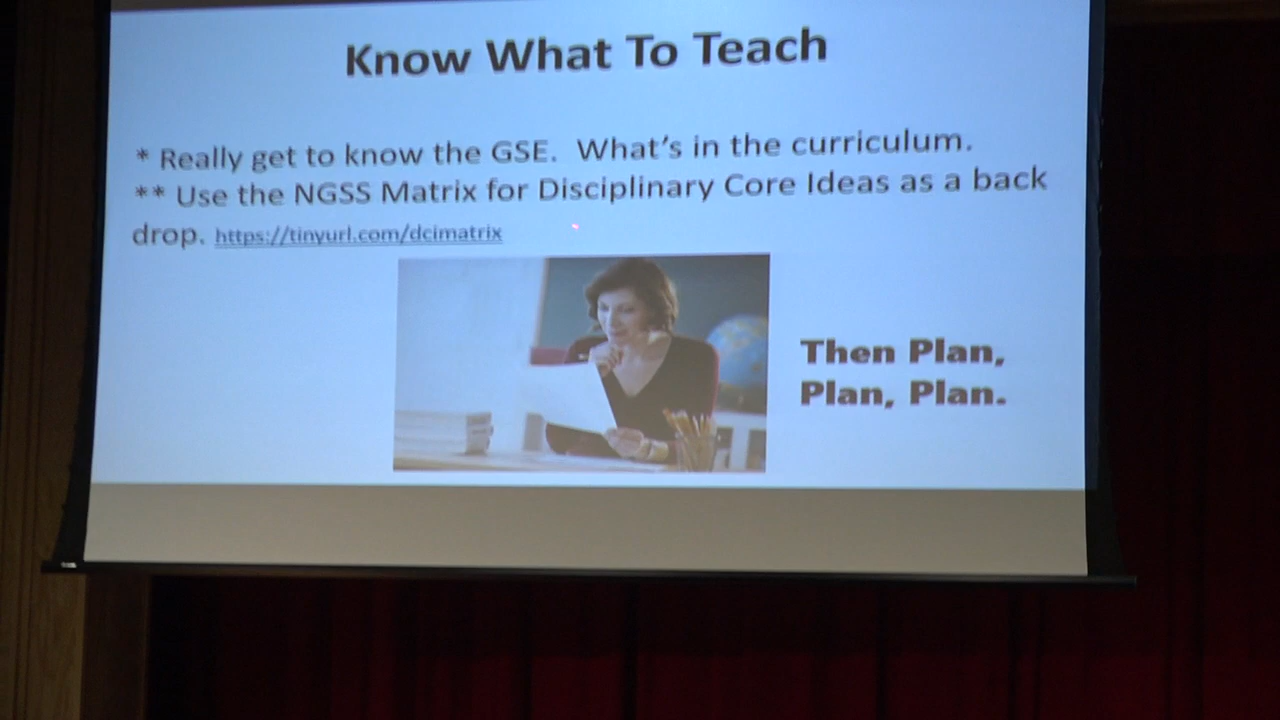 Know What To Teach
* Really get to know the GSE. What's in the curriculum.
** Use the NGSS Matrix for Disciplinary Core Ideas as a back
drop. https://tinyurl.com/dcimatrix
Then Plan,
Plan, Plan.